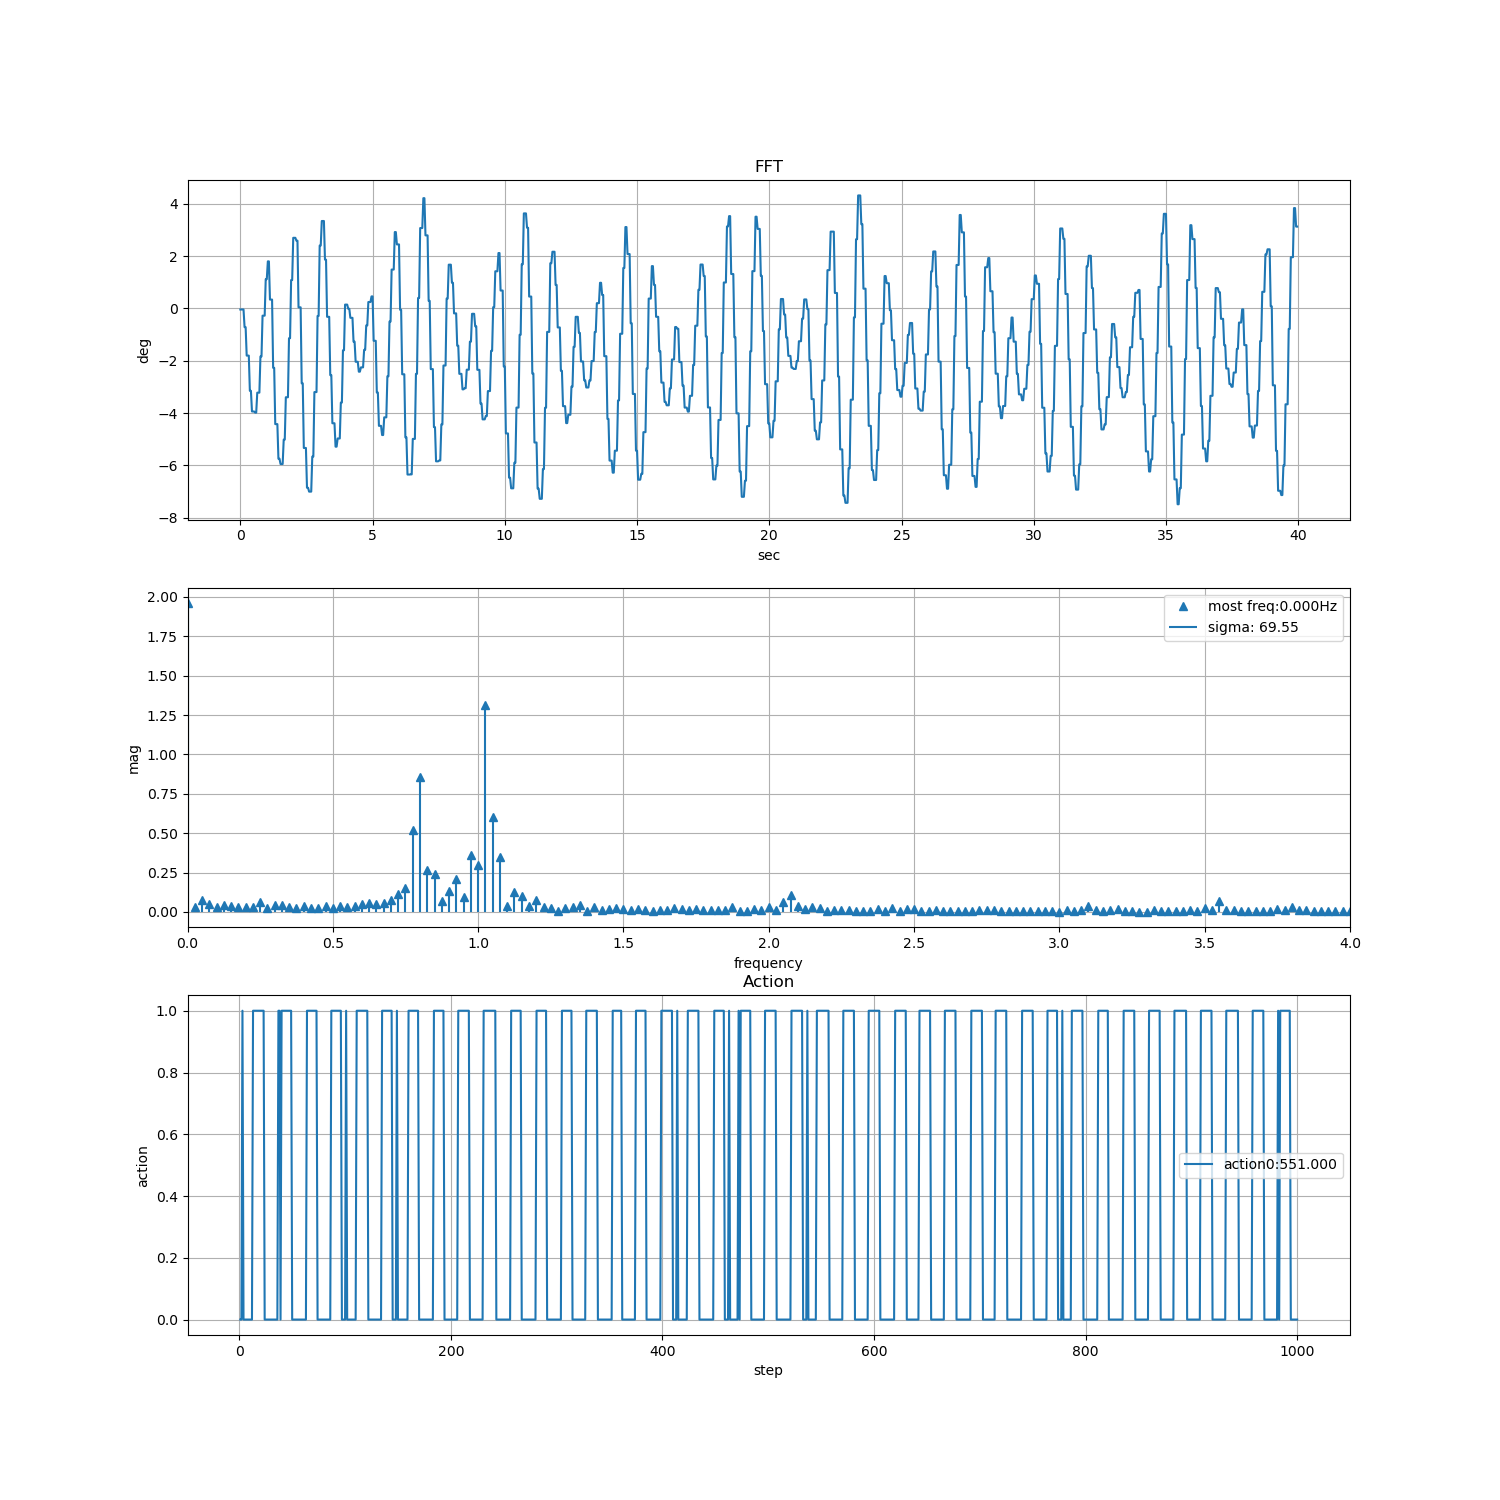 FFT
4
2
0
−2
−4
−6
−8
deg
0 5 10 15 20 25 30 35 40
sec
2.00
1.75
1.50
1.25
1.00
0.75
0.50
0.25
0.00
mag
most freq:0.000Hz
sigma: 69.55
0.0 0.5 1.0 1.5 2.0 2.5 3.0 3.5 4.0
frequency
Action
1.0
0.8
0.6
0.4
0.2
0.0
action
action0:551.000
0 200 400 600 800 1000
step